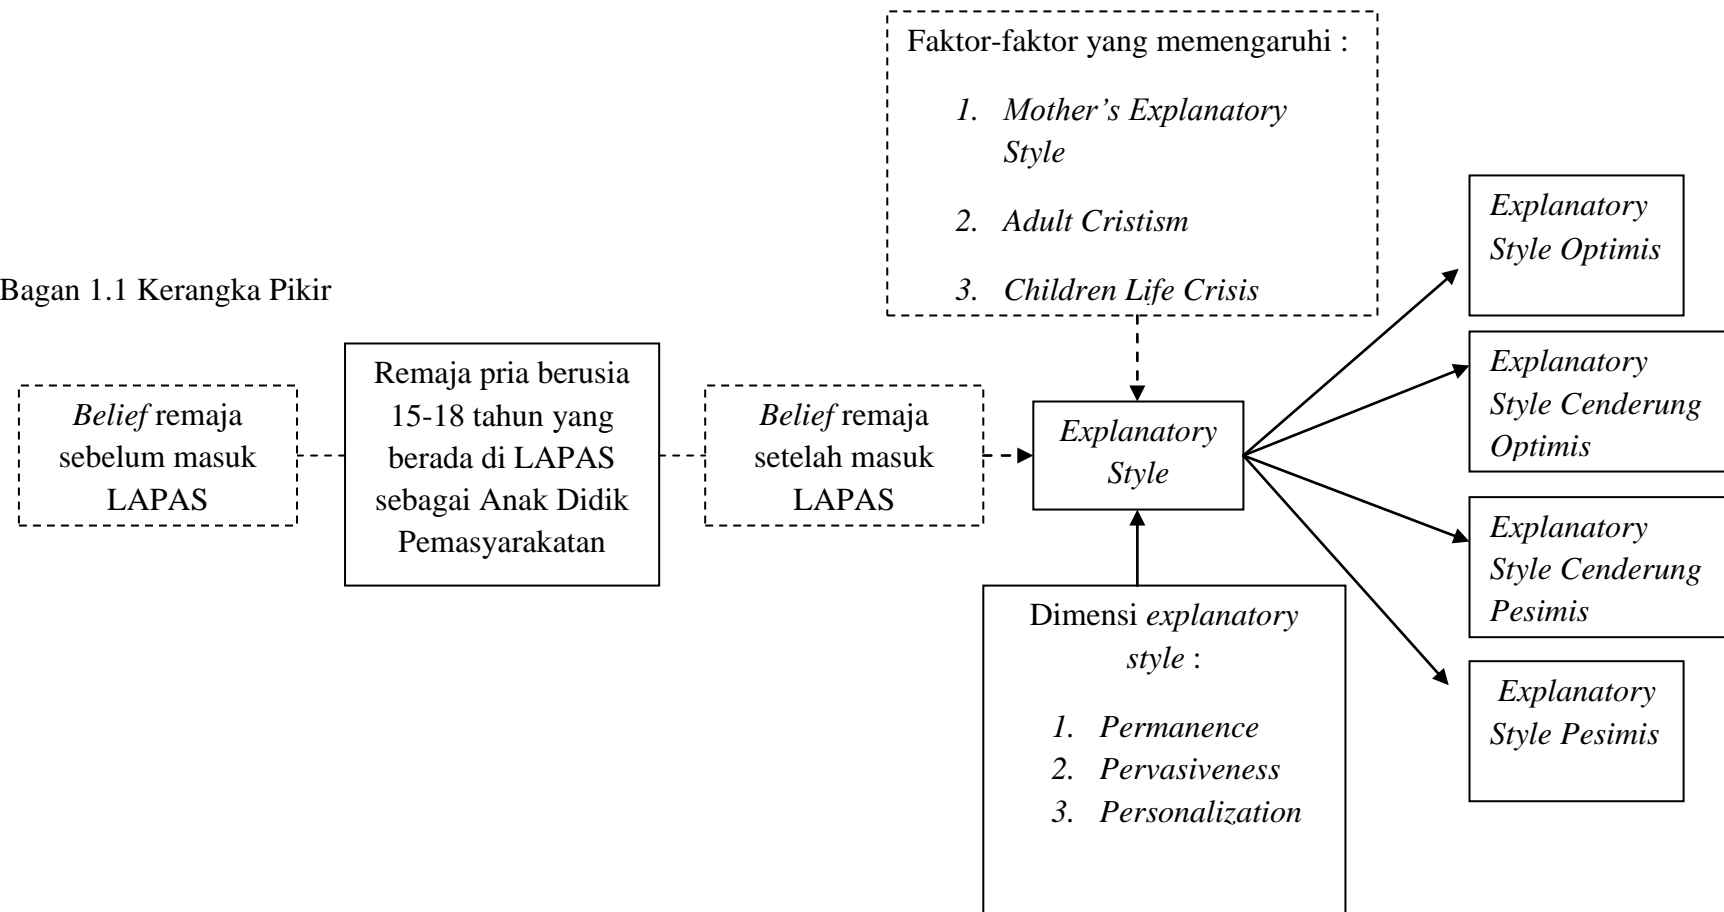 Faktor-faktor yang memengaruhi :
1. Mother’s Explanatory
Style
2. Adult Cristism
3. Children Life Crisis
Bagan 1.1 Kerangka Pikir
Belief remaja
sebelum masuk
LAPAS
Remaja pria berusia
15-18 tahun yang
berada di LAPAS
sebagai Anak Didik
Pemasyarakatan
Belief remaja
setelah masuk
LAPAS
Explanatory
Style
Dimensi explanatory
style :
1. Permanence
2. Pervasiveness
3. Personalization
Explanatory
Style Optimis
Explanatory
Style Cenderung
Optimis
Explanatory
Style Cenderung
Pesimis
Explanatory
Style Pesimis